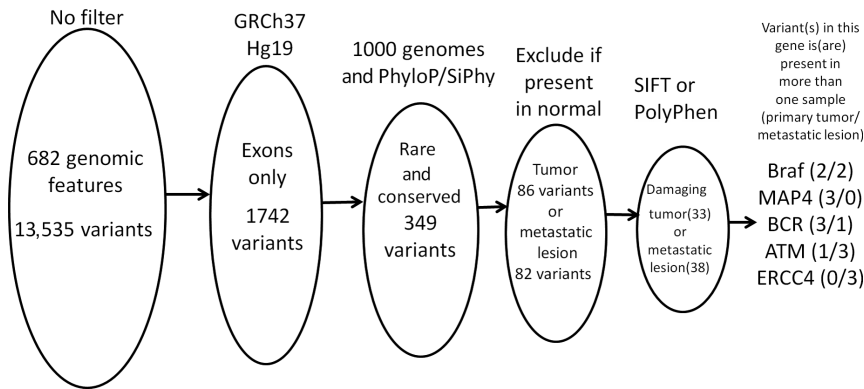 No filter
682 genomic
features
13,535 variants
GRCh37
Hg19
Exons
only
1742
variants
1000 genomes
and PhyloP/SiPhy
Rare
and
conserved
349
variants
Exclude if
present
in normal
Tumor
86 variants
or
metastatic
lesion
82 variants
SIFT or
PolyPhen
Damaging
tumor(33)
or
metastatic
lesion(38)
Variant(s) in this
gene is(are)
present in
more than
one sample
(primary tumor/
metastatic lesion)
Braf (2/2)
MAP4 (3/0)
BCR (3/1)
ATM (1/3)
ERCC4 (0/3)